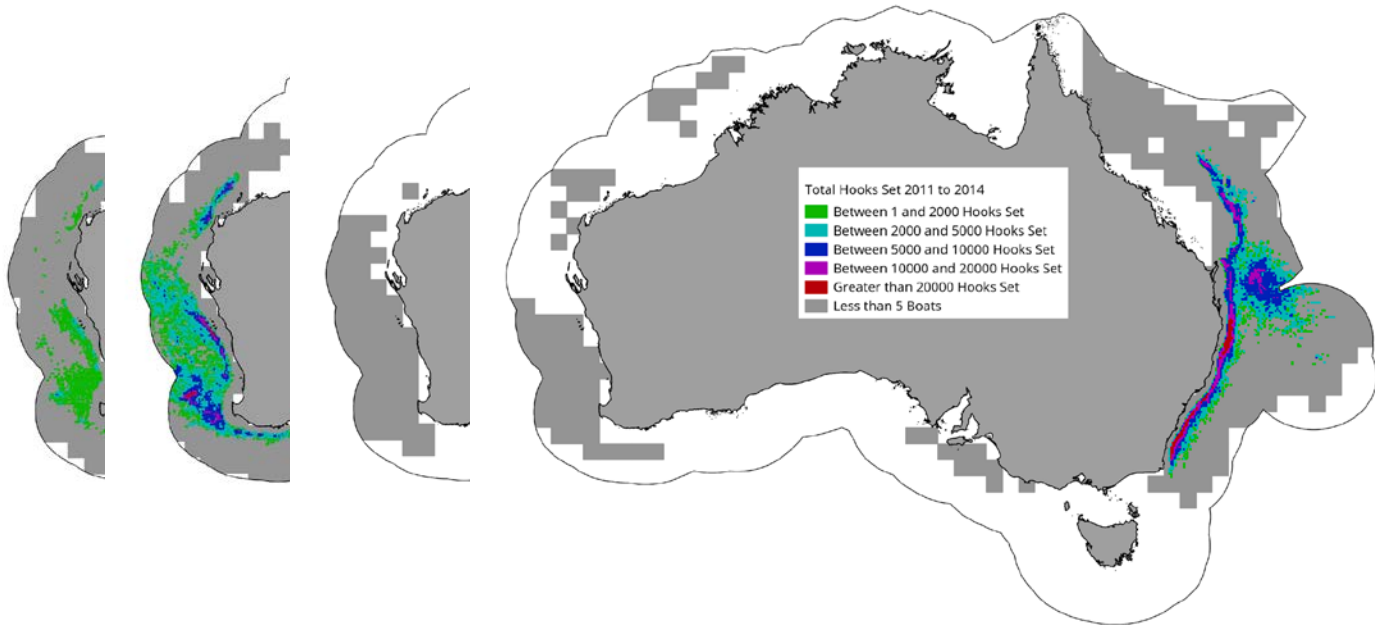 Total Hooks Set 2011 to 2014
Between 1 and 2000 Hooks Set
Between 2000 and 5000 Hooks Set
Between 5000 and 10000 Hooks Set
Between 10000 and 20000 Hooks Set
Greater than 20000 Hooks Set
Less than 5 Boats